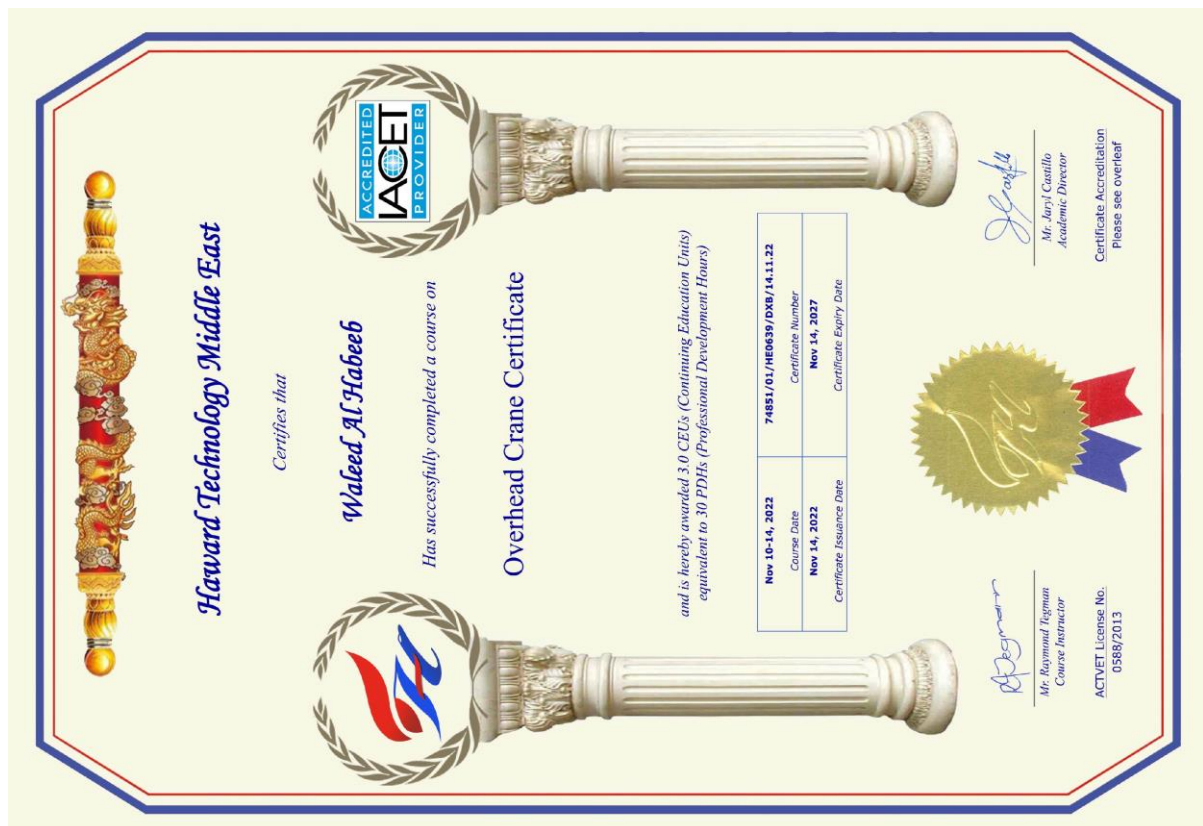 Haward Technology Middle East
Certifies that
ACCREDITED
IACET
PROVIDER
Waleed Al Habeeb
Has successfully completed a course on
Overhead Crane Certificate
and is hereby awarded 3.0 CEUs (Continuing Education Units)
equivalent to 30 PDHs (Professional Development Hours)
Nov 10-14, 2022 74851/01/HE0639/DXB/14.11.22
Course Date Certificate Number
Nov 14, 2022 Nov 14, 2027
Certificate Issuance Date Certificate Expiry Date
Mr. Raymond Tegman
Course Instructor
Mr. Jaryl Castillo
Academic Director
ACTVET License No.
0588/2013
Certificate Accreditation
Please see overleaf